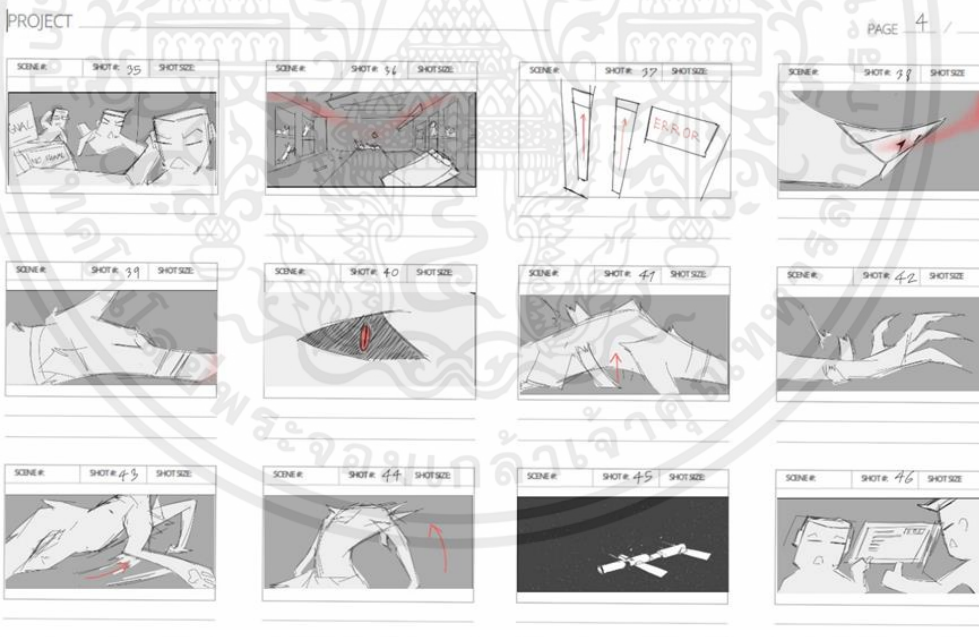 PROJECT
PAGE 4 /
SCENE #: SHOT #: 35 SHOT SIZE:
SCENE #: SHOT #: 36 SHOT SIZE:
SCENE #: SHOT #: 37 SHOT SIZE:
SCENE #: SHOT #: 38 SHOT SIZE
ERROR
SCENE #: SHOT #: 39 SHOT SIZE:
SCENE #: SHOT #: 40 SHOT SIZE:
SCENE #: SHOT #: 41 SHOT SIZE:
SCENE #: SHOT #: 42 SHOT SIZE
SCENE #: SHOT #: 43 SHOT SIZE:
SCENE #: SHOT #: 44 SHOT SIZE:
SCENE #: SHOT #: 45 SHOT SIZE:
SCENE #: SHOT #: 46 SHOT SIZE